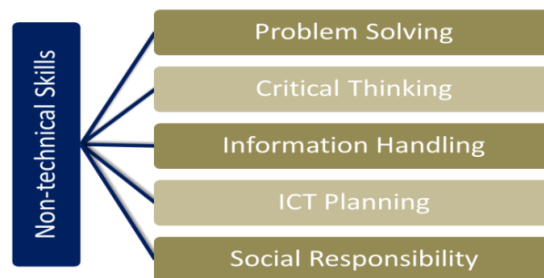 Non-technical Skills
Problem Solving
Critical Thinking
Information Handling
ICT Planning
Social Responsibility